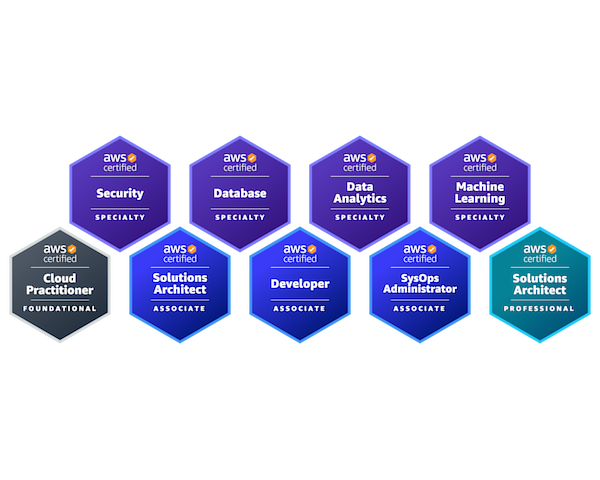 aws
certified
Security
SPECIALTY
aws
certified
Database
SPECIALTY
aws
certified
Data
Analytics
SPECIALTY
aws
certified
Machine
Learning
SPECIALTY
aws
certified
Cloud
Practitioner
FOUNDATIONAL
aws
certified
Solutions
Architect
ASSOCIATE
aws
certified
Developer
ASSOCIATE
aws
certified
SysOps
Administrator
ASSOCIATE
aws
certified
Solutions
Architect
PROFESSIONAL